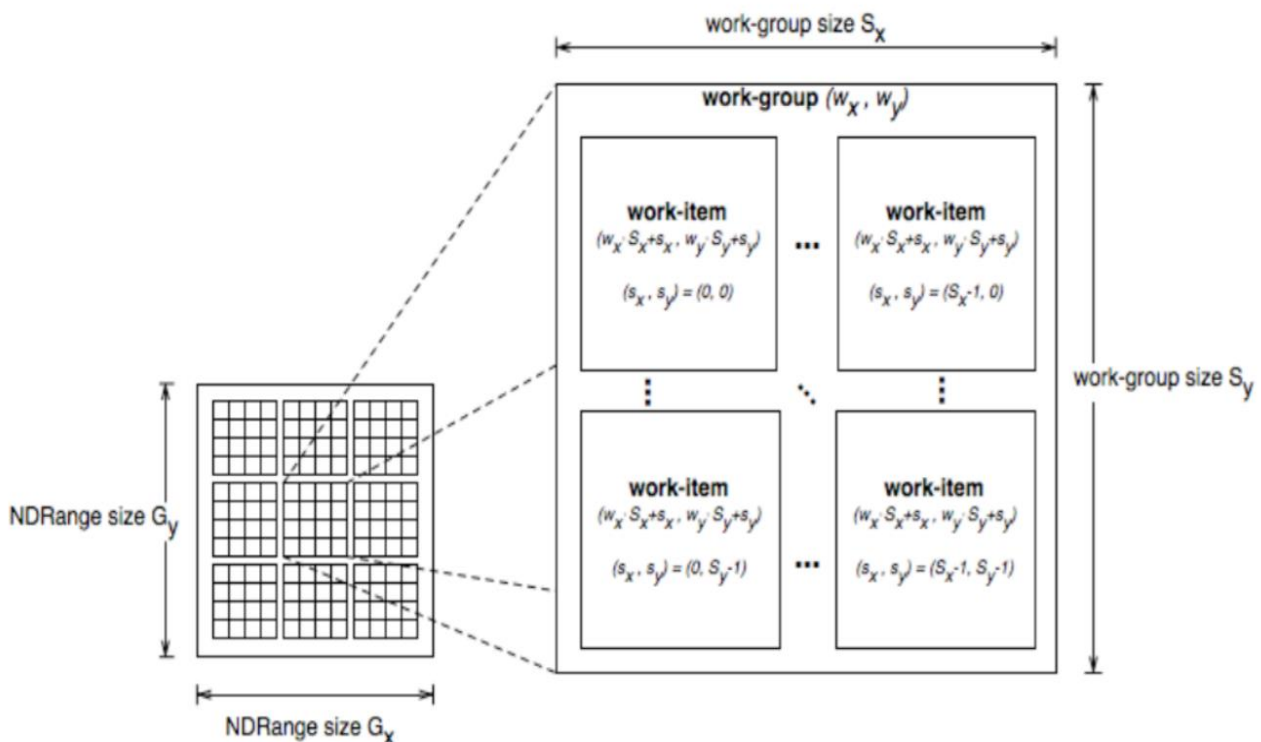 work-group size Sx
work-group (wx , wy)
work-item
(wx· Sx+sx , wy· Sy+sy)
(sx , sy) = (0, 0)
...
work-item
(wx· Sx+sx , wy· Sy+sy)
(sx , sy) = (Sx-1, 0)
work-group size Sy
work-item
(wx· Sx+sx , wy· Sy+sy)
(sx , sy) = (0, Sy-1)
...
work-item
(wx· Sx+sx , wy· Sy+sy)
(sx , sy) = (Sx-1, Sy-1)
NDRange size Gy
NDRange size Gx